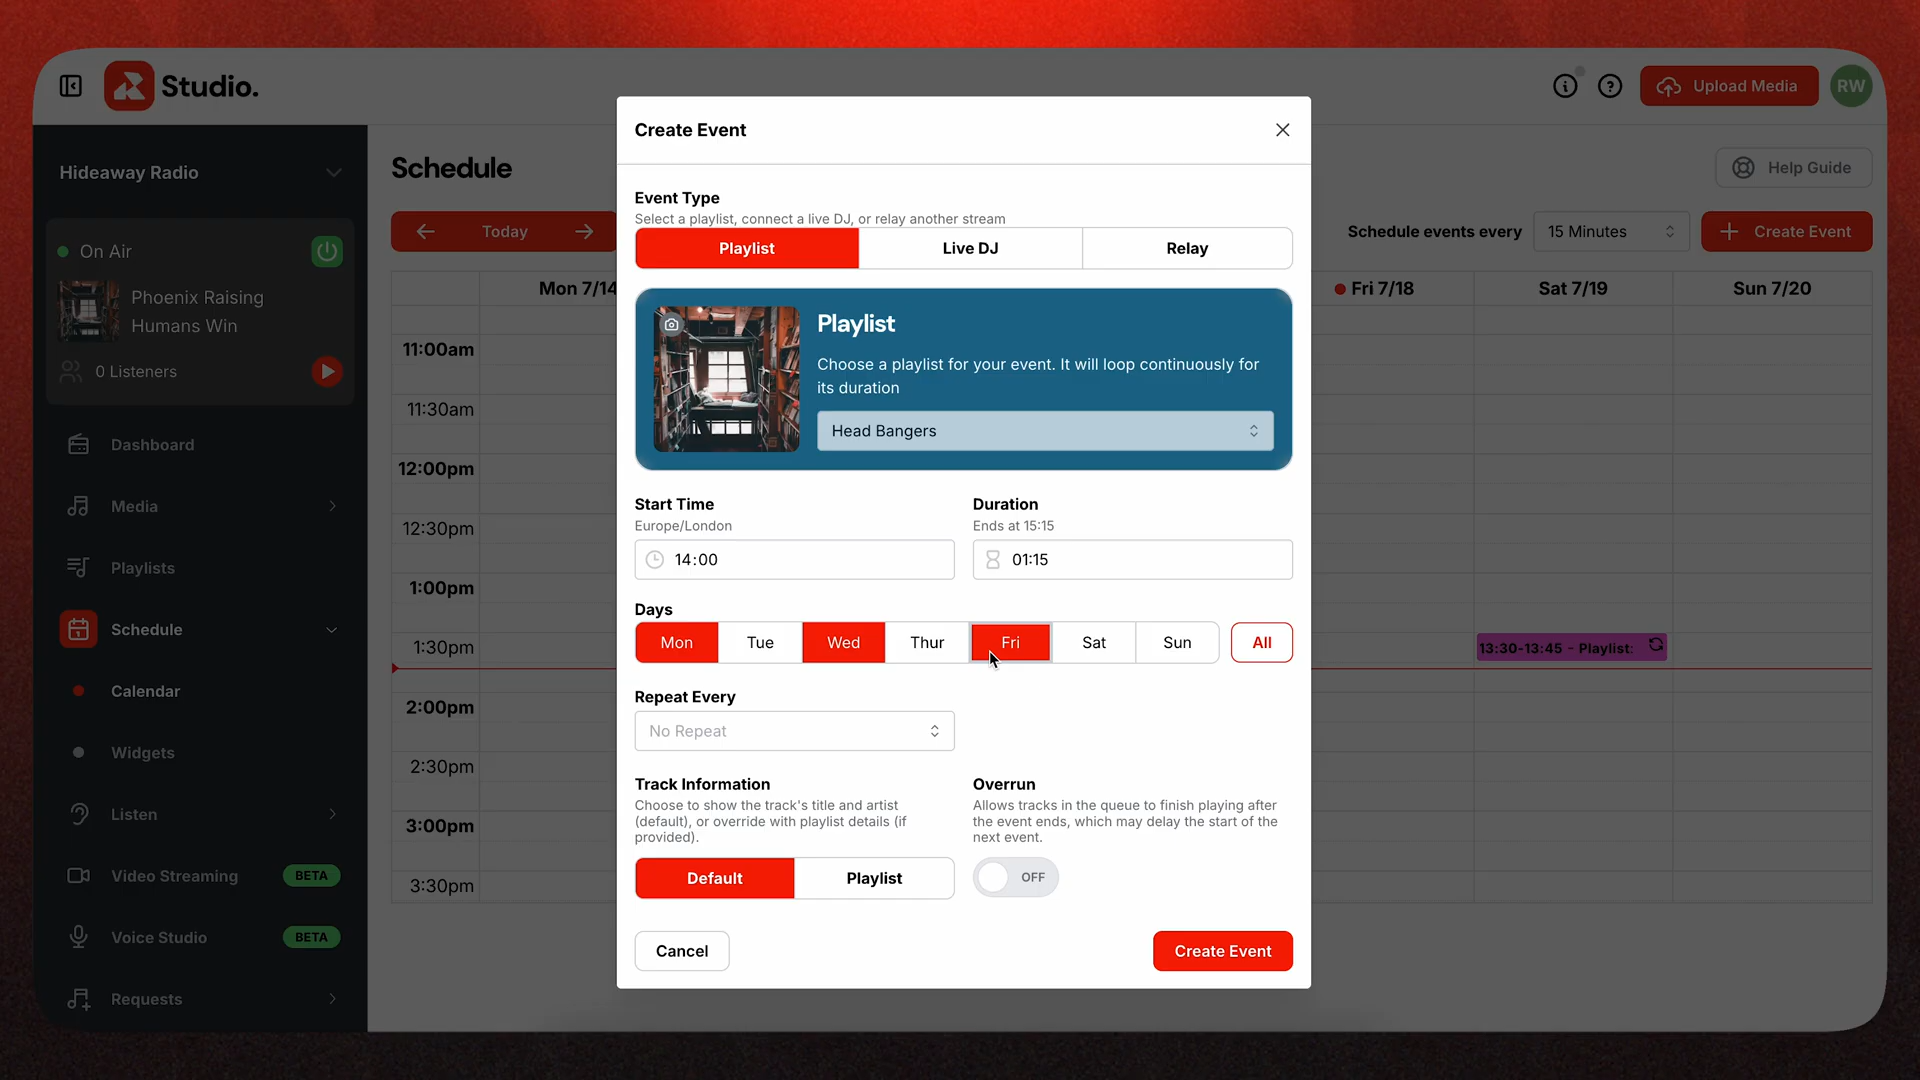 Studio.
Upload Media
RW
Hideaway Radio
On Air
Phoenix Raising
Humans Win
0 Listeners
Dashboard
Media
Playlists
Schedule
Calendar
Widgets
Listen
Video Streaming
BETA
Voice Studio
BETA
Requests
Schedule
Help Guide
Today
Schedule events every
15 Minutes
Create Event
Mon 7/14
Fri 7/18
Sat 7/19
Sun 7/20
11:00am
11:30am
12:00pm
12:30pm
1:00pm
1:30pm
2:00pm
2:30pm
3:00pm
3:30pm
13:30-13:45 - Playlist:
Create Event
Event Type
Select a playlist, connect a live DJ, or relay another stream
Playlist
Live DJ
Relay
Playlist
Choose a playlist for your event. It will loop continuously for
its duration
Head Bangers
Start Time
Europe/London
14:00
Duration
Ends at 15:15
01:15
Days
Mon
Tue
Wed
Thur
Fri
Sat
Sun
All
Repeat Every
No Repeat
Track Information
Choose to show the track's title and artist
(default), or override with playlist details (if
provided).
Default
Playlist
Overrun
Allows tracks in the queue to finish playing after
the event ends, which may delay the start of the
next event.
OFF
Cancel
Create Event